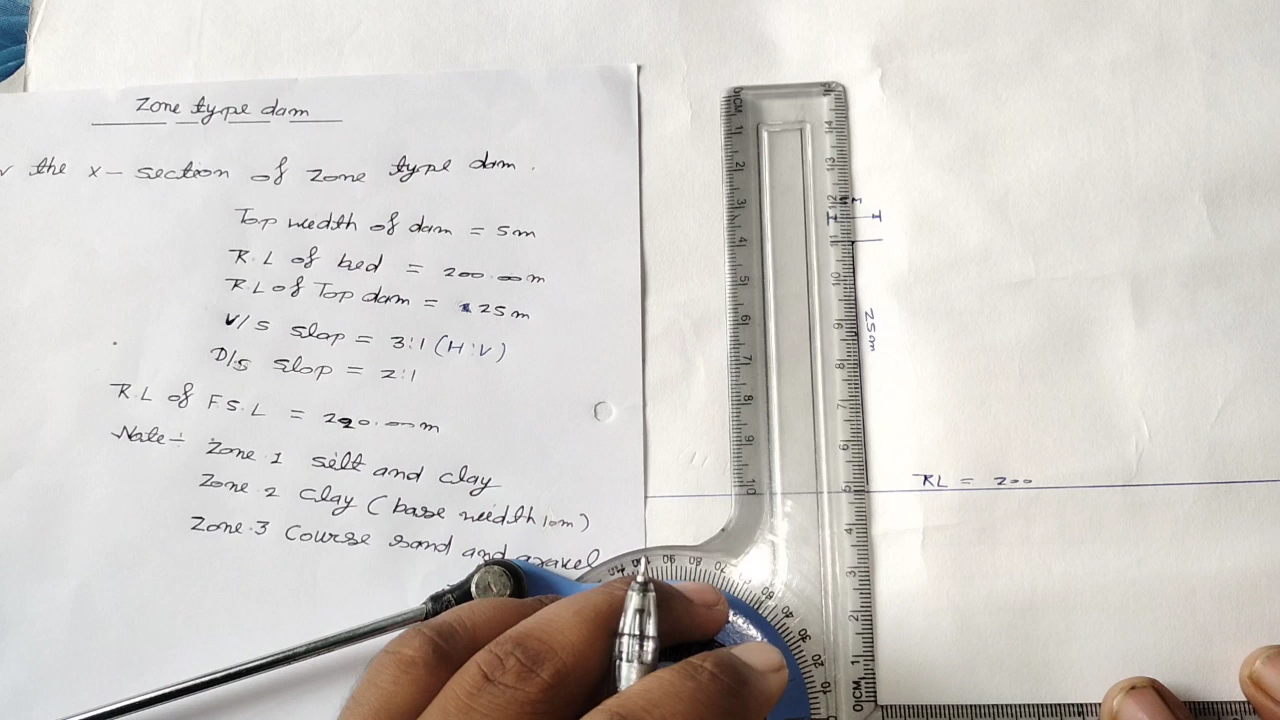 Zone type dam
the x-section of zone type dam.
Top width of dam = 5m
R.L of bed = 200.00m
R.L of Top dam = 225m
U/S slop = 3:1 (H:V)
D/S slop = 2:1
R.L of F.S.L = 220.00m
Note ÷ Zone.1 silt and clay
Zone.2 clay (base width 10m)
Zone.3 Course sand and gravel
25m
RL = 200